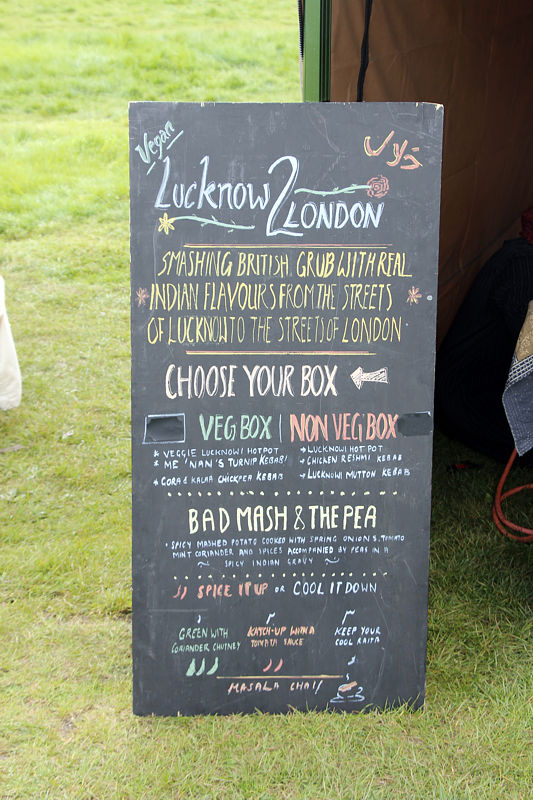 Vegan
Lucknow 2
LONDON
SMASHING BRITISH GRUB WITH REAL
INDIAN FLAVOURS FROM THE STREETS
OF LUCKNOW TO THE STREETS OF LONDON
CHOOSE YOUR BOX
VEG BOX | NON VEG BOX
* VEGGIE LUCKNOWI HOTPOT
* ME 'NAN'S TURNIP KEBAB!
* CORA & KALAA CHICKPEA KEBAB
→ LUCKNOWI HOT POT
→ CHICKEN RESHMI KEBAB
→ LUCKNOWI MUTTON KEBAB
BAD MASH & THE PEA
• SPICY MASHED POTATO COOKED WITH SPRING ONIONS, TOMATO
MINT CORIANDER AND SPICES ACCOMPANIED BY PEAS IN A
~ SPICY INDIAN GRAVY ~
SPICE IT UP OR COOL IT DOWN
GREEN WITH
CORIANDER CHUTNEY
KATCH-UP WITH A
TOMATA SAUCE
KEEP YOUR
COOL RAITA
MASALA CHAI!